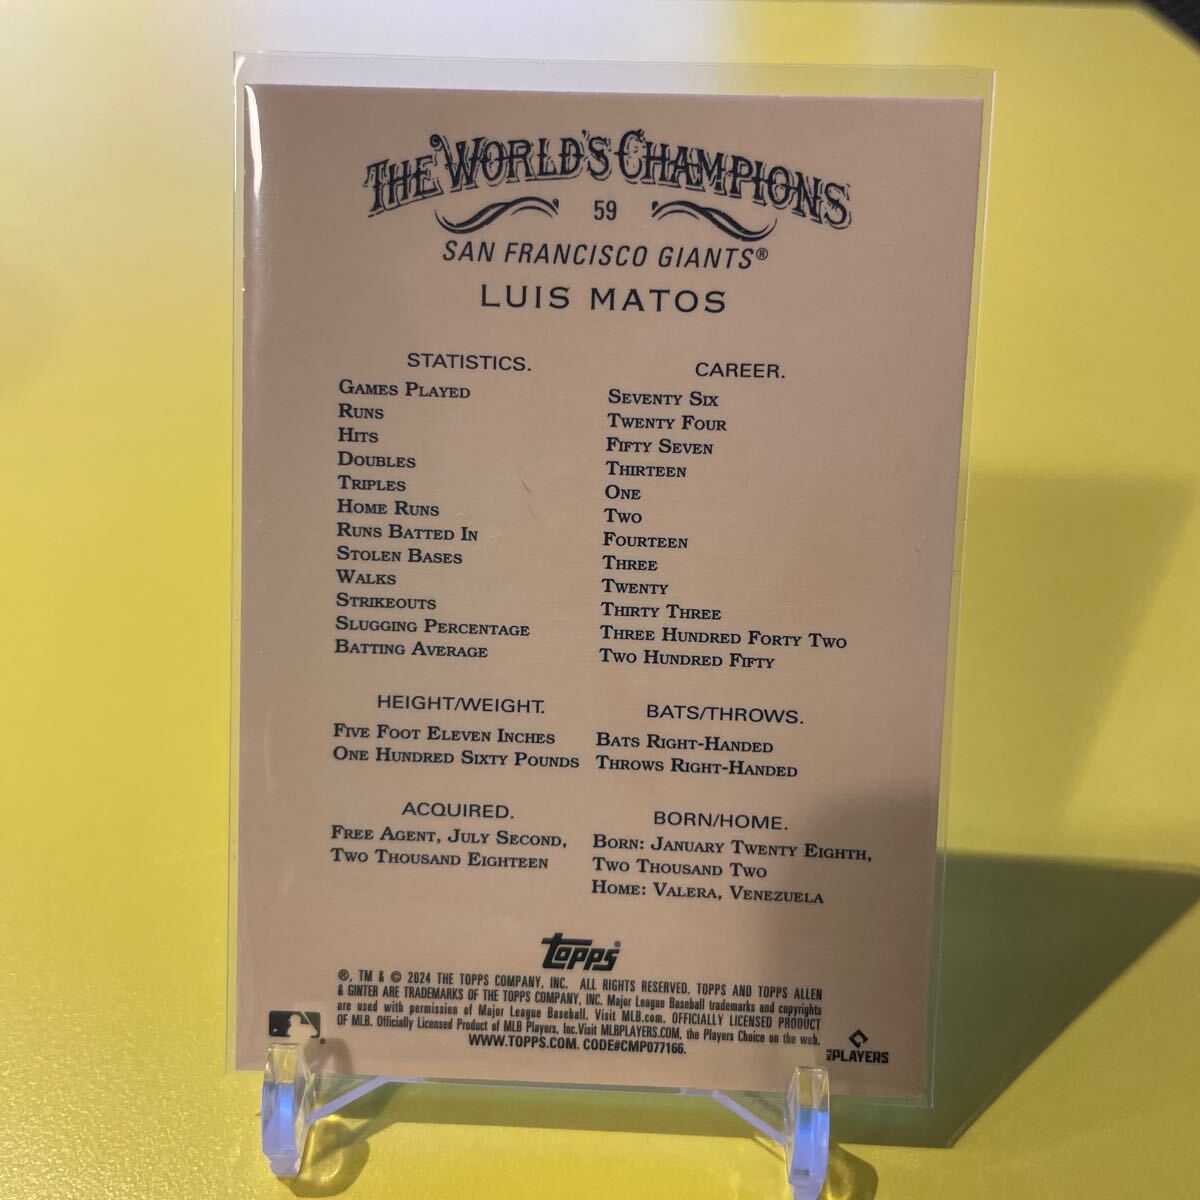 THE WORLD'S CHAMPIONS
59
SAN FRANCISCO GIANTS®
LUIS MATOS
STATISTICS. CAREER.
GAMES PLAYED SEVENTY SIX
RUNS TWENTY FOUR
HITS FIFTY SEVEN
DOUBLES THIRTEEN
TRIPLES ONE
HOME RUNS TWO
RUNS BATTED IN FOURTEEN
STOLEN BASES THREE
WALKS TWENTY
STRIKEOUTS THIRTY THREE
SLUGGING PERCENTAGE THREE HUNDRED FORTY TWO
BATTING AVERAGE TWO HUNDRED FIFTY
HEIGHT/WEIGHT.
FIVE FOOT ELEVEN INCHES
ONE HUNDRED SIXTY POUNDS
BATS/THROWS.
BATS RIGHT-HANDED
THROWS RIGHT-HANDED
ACQUIRED.
FREE AGENT, JULY SECOND,
TWO THOUSAND EIGHTEEN
BORN/HOME.
BORN: JANUARY TWENTY EIGHTH,
TWO THOUSAND TWO
HOME: VALERA, VENEZUELA
topps®
®, TM & © 2024 THE TOPPS COMPANY, INC. ALL RIGHTS RESERVED. TOPPS AND TOPPS ALLEN
& GINTER ARE TRADEMARKS OF THE TOPPS COMPANY, INC. Major League Baseball trademarks and copyrights
are used with permission of Major League Baseball. Visit MLB.com. OFFICIALLY LICENSED PRODUCT
OF MLB. Officially Licensed Product of MLB Players, Inc.Visit MLBPLAYERS.COM, the Players Choice on the web.
WWW.TOPPS.COM. CODE#CMP077166.
MLB PLAYERS